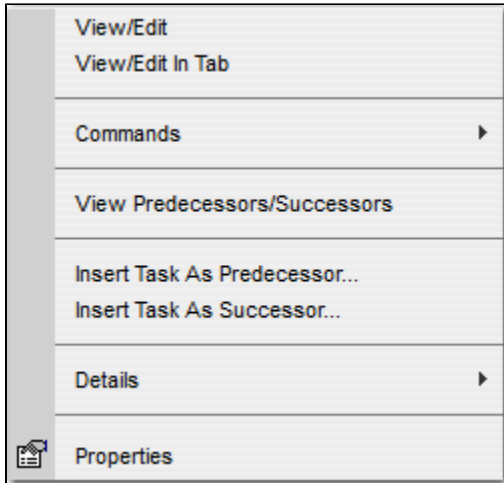 View/Edit
View/Edit In Tab
Commands
View Predecessors/Successors
Insert Task As Predecessor...
Insert Task As Successor...
Details
Properties